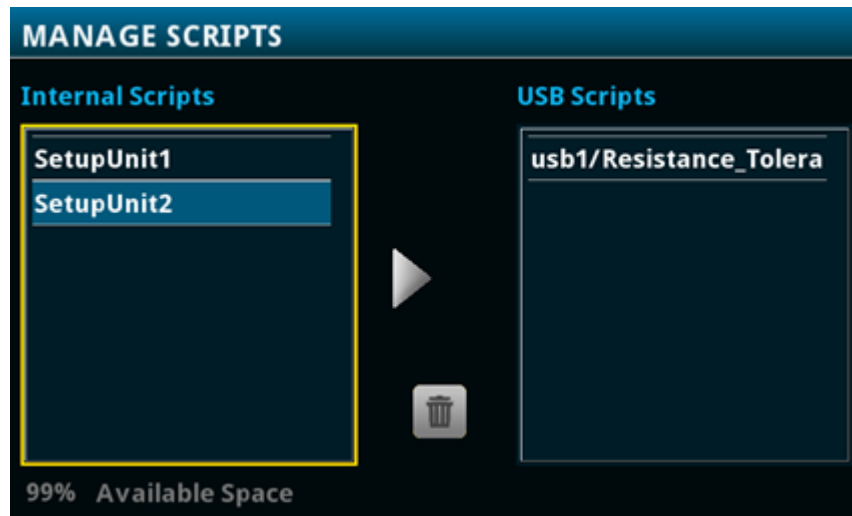 MANAGE SCRIPTS
Internal Scripts
USB Scripts
SetupUnit1
SetupUnit2
usb1/Resistance_Tolera
99% Available Space